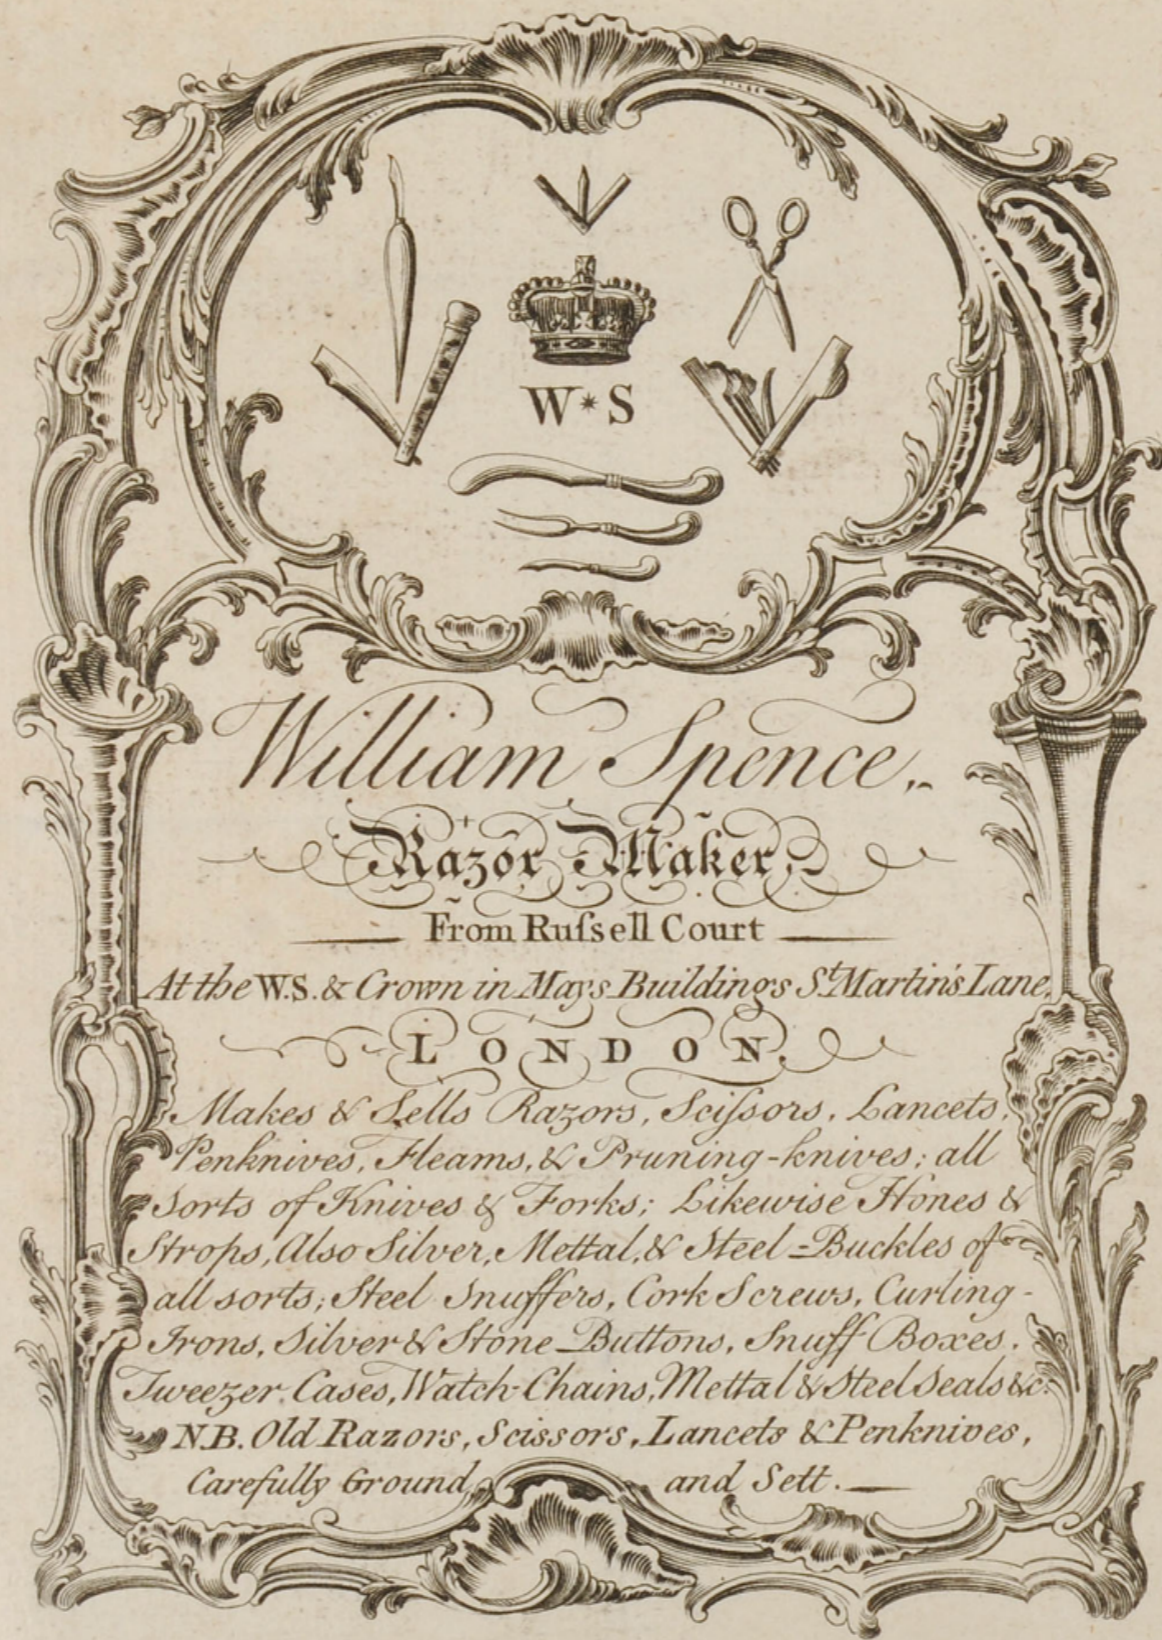 W*S
William Spence,
Razor Maker,
From Ruſsell Court
At the W.S. & Crown in Mays Buildings St. Martin's Lane,
LONDON.
Makes & Sells Razors, Sciſsors, Lancets,
Penknives, Fleams, & Pruning-knives; all
Sorts of Knives & Forks; Likewise Hones &
Strops, Also Silver, Mettal, & Steel=Buckles of
all sorts; Steel Snuffers, Cork Screws, Curling-
Irons, Silver & Stone-Buttons, Snuff Boxes,
Tweezer Cases, Watch-Chains, Mettal & Steel Seals &c.
N.B. Old Razors, Scissors, Lancets & Penknives,
Carefully Ground, and Sett.